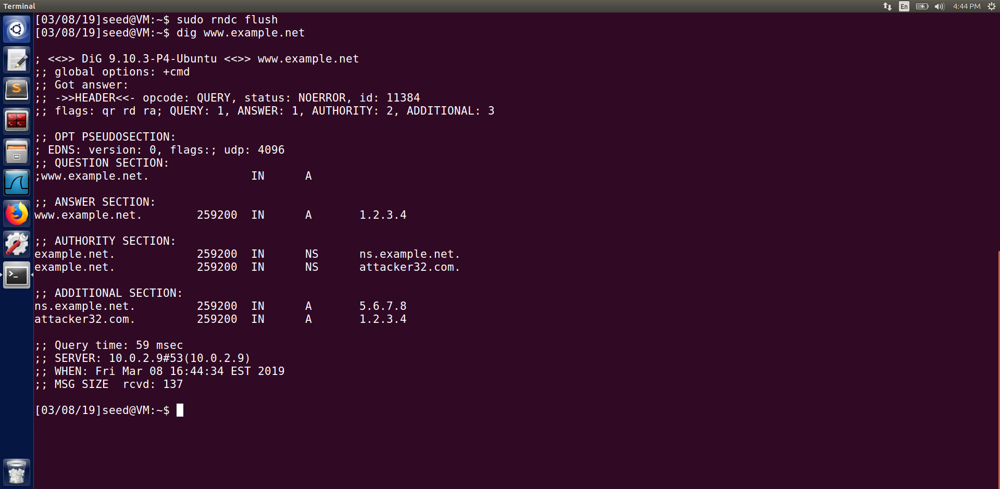 Terminal
En
4:44 PM
[03/08/19]seed@VM:~$ sudo rndc flush
[03/08/19]seed@VM:~$ dig www.example.net
; <<>> DiG 9.10.3-P4-Ubuntu <<>> www.example.net
;; global options: +cmd
;; Got answer:
;; ->>HEADER<<- opcode: QUERY, status: NOERROR, id: 11384
;; flags: qr rd ra; QUERY: 1, ANSWER: 1, AUTHORITY: 2, ADDITIONAL: 3
;; OPT PSEUDOSECTION:
; EDNS: version: 0, flags:; udp: 4096
;; QUESTION SECTION:
;www.example.net. IN A
;; ANSWER SECTION:
www.example.net. 259200 IN A 1.2.3.4
;; AUTHORITY SECTION:
example.net. 259200 IN NS ns.example.net.
example.net. 259200 IN NS attacker32.com.
;; ADDITIONAL SECTION:
ns.example.net. 259200 IN A 5.6.7.8
attacker32.com. 259200 IN A 1.2.3.4
;; Query time: 59 msec
;; SERVER: 10.0.2.9#53(10.0.2.9)
;; WHEN: Fri Mar 08 16:44:34 EST 2019
;; MSG SIZE  rcvd: 137
[03/08/19]seed@VM:~$